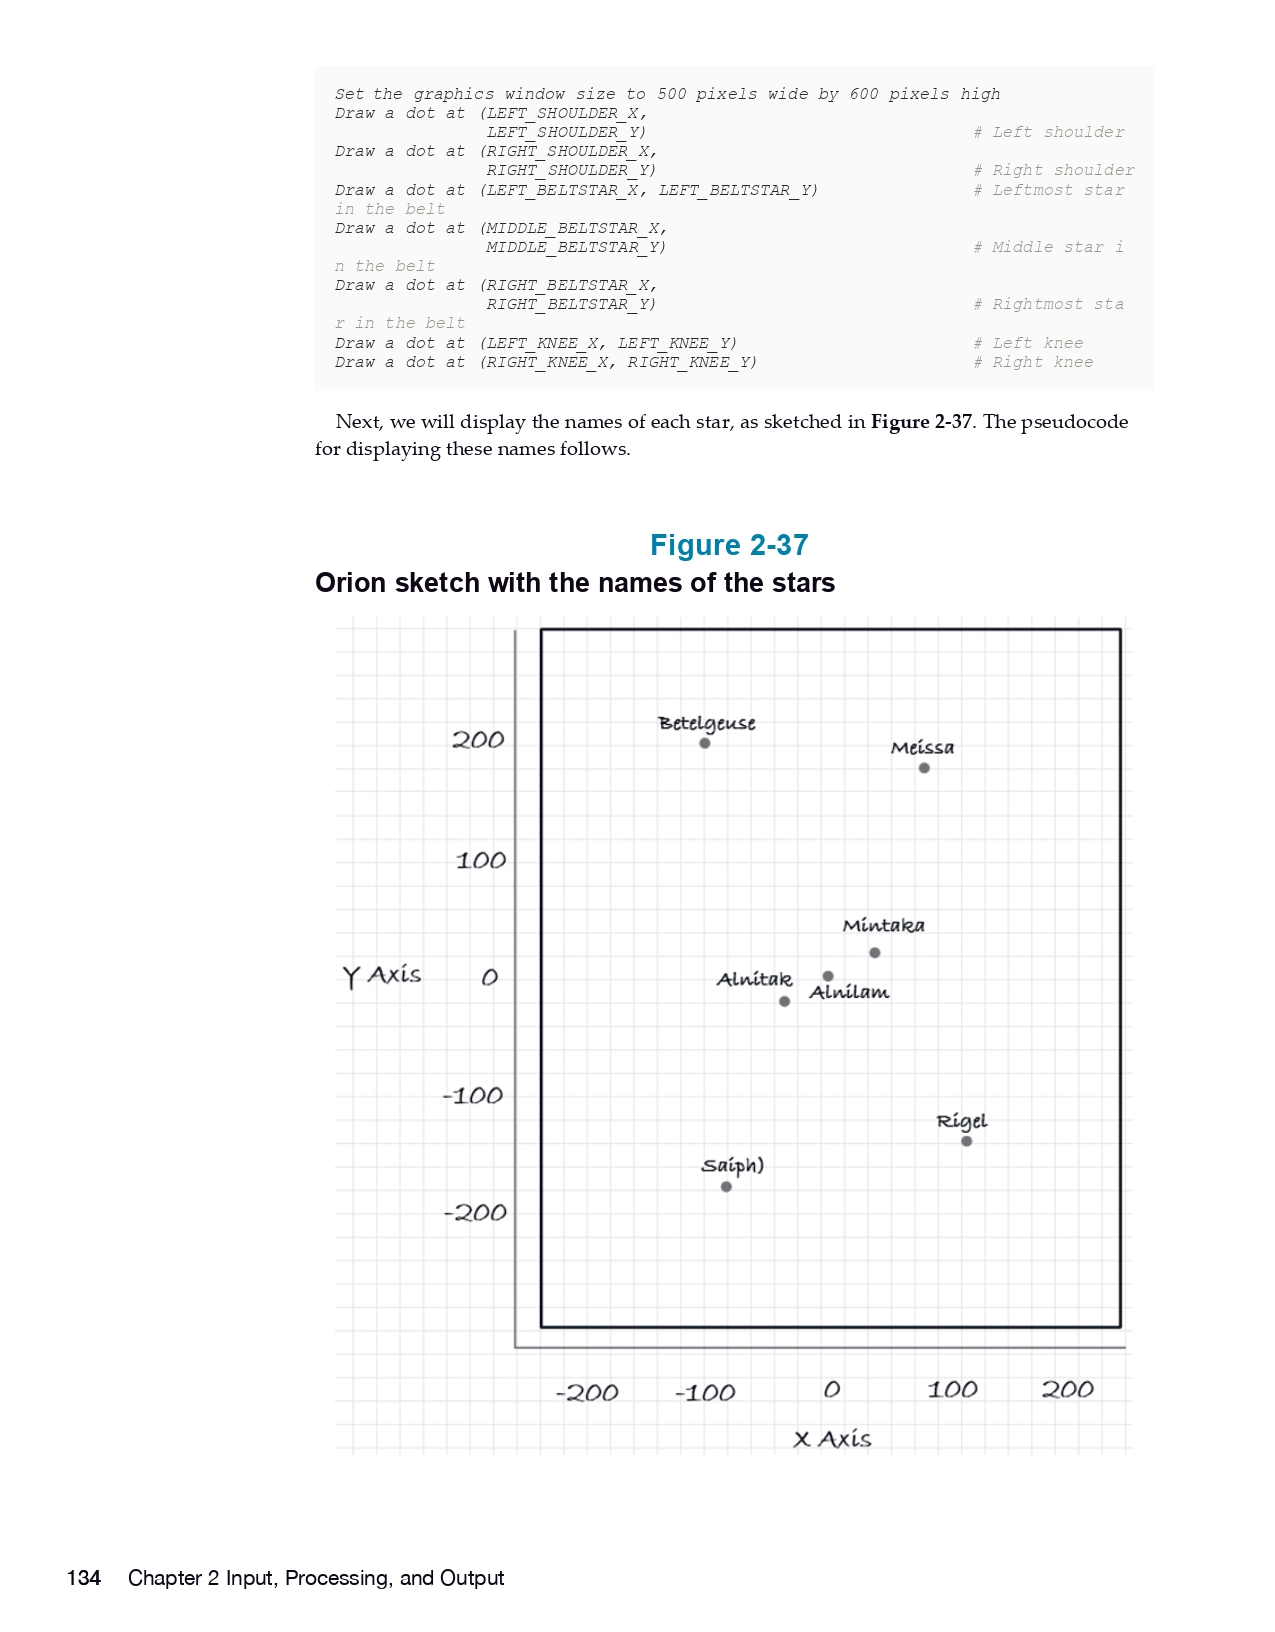 Set the graphics window size to 500 pixels wide by 600 pixels high
Draw a dot at (LEFT_SHOULDER_X,
LEFT_SHOULDER_Y) # Left shoulder
Draw a dot at (RIGHT_SHOULDER_X,
RIGHT_SHOULDER_Y) # Right shoulder
Draw a dot at (LEFT_BELTSTAR_X, LEFT_BELTSTAR_Y) # Leftmost star
in the belt
Draw a dot at (MIDDLE_BELTSTAR_X,
MIDDLE_BELTSTAR_Y) # Middle star i
n the belt
Draw a dot at (RIGHT_BELTSTAR_X,
RIGHT_BELTSTAR_Y) # Rightmost sta
r in the belt
Draw a dot at (LEFT_KNEE_X, LEFT_KNEE_Y) # Left knee
Draw a dot at (RIGHT_KNEE_X, RIGHT_KNEE_Y) # Right knee
Next, we will display the names of each star, as sketched in Figure 2-37. The pseudocode
for displaying these names follows.
Figure 2-37
Orion sketch with the names of the stars
Betelgeuse
200
Meissa
100
Mintaka
Y Axis 0
Alnitak
Alnilam
-100
Rigel
Saiph)
-200
-200 -100 0 100 200
X Axis
134 Chapter 2 Input, Processing, and Output